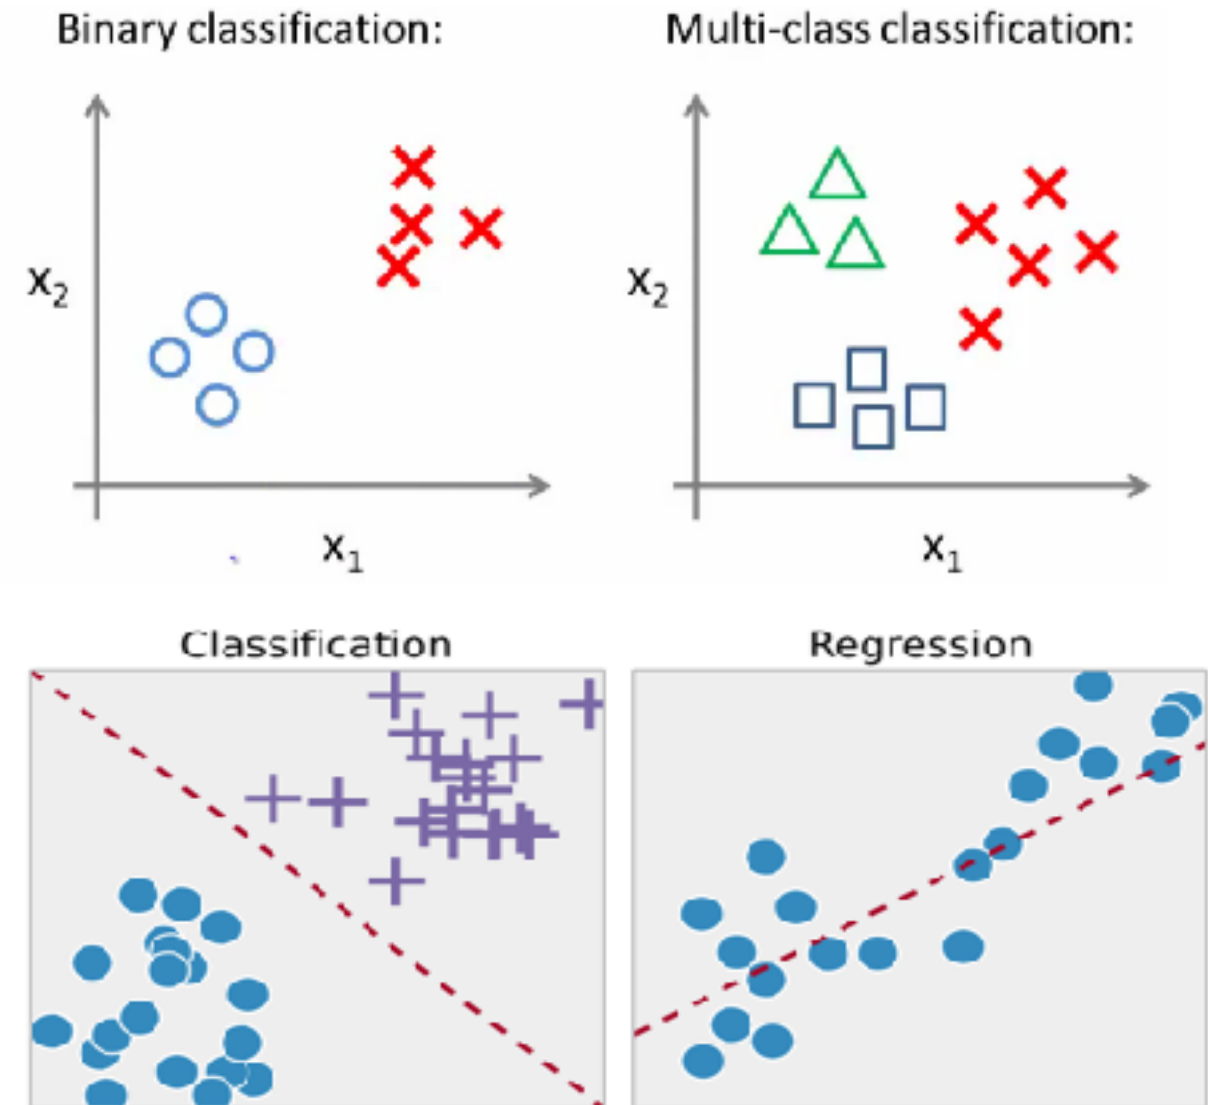 Binary classification:
Multi-class classification:
x₂
x₂
x₁
x₁
Classification
Regression